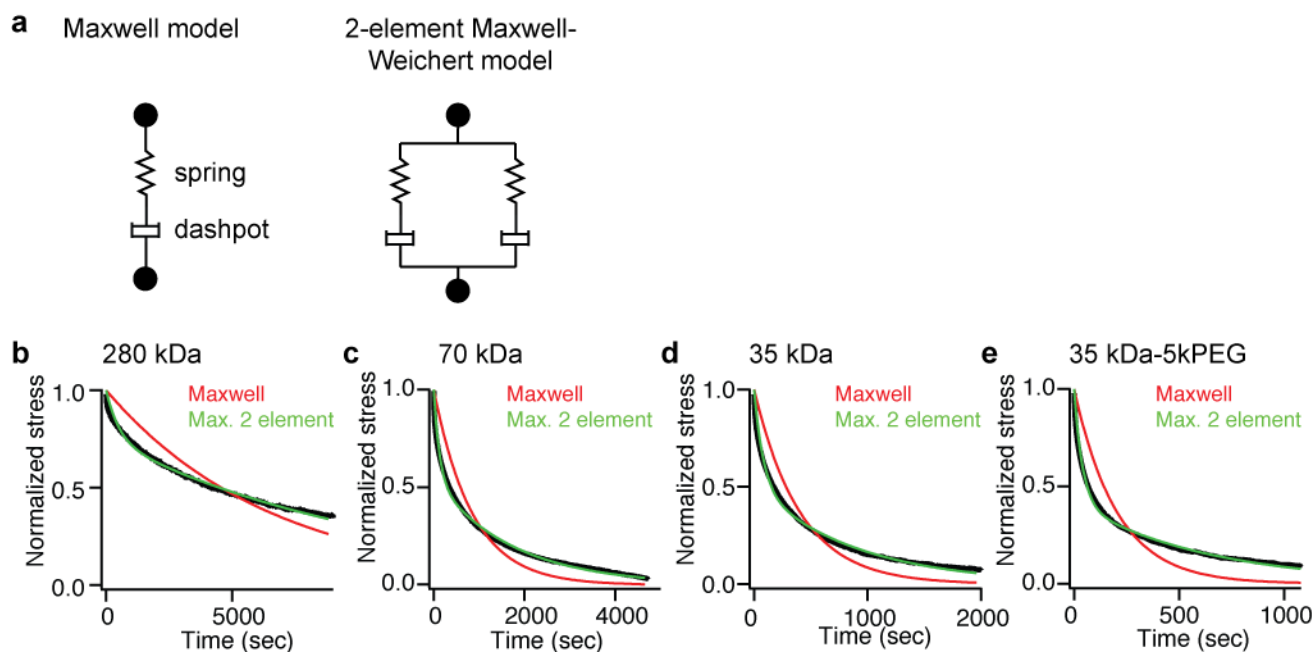 a
Maxwell model
2-element Maxwell-
Weichert model
spring
dashpot
b
280 kDa
Normalized stress
1.0
0.5
0.0
Maxwell
Max. 2 element
0
5000
Time (sec)
c
70 kDa
Normalized stress
1.0
0.5
0.0
Maxwell
Max. 2 element
0
2000
4000
Time (sec)
d
35 kDa
Normalized stress
1.0
0.5
0.0
Maxwell
Max. 2 element
0
1000
2000
Time (sec)
e
35 kDa-5kPEG
Normalized stress
1.0
0.5
0.0
Maxwell
Max. 2 element
0
500
1000
Time (sec)